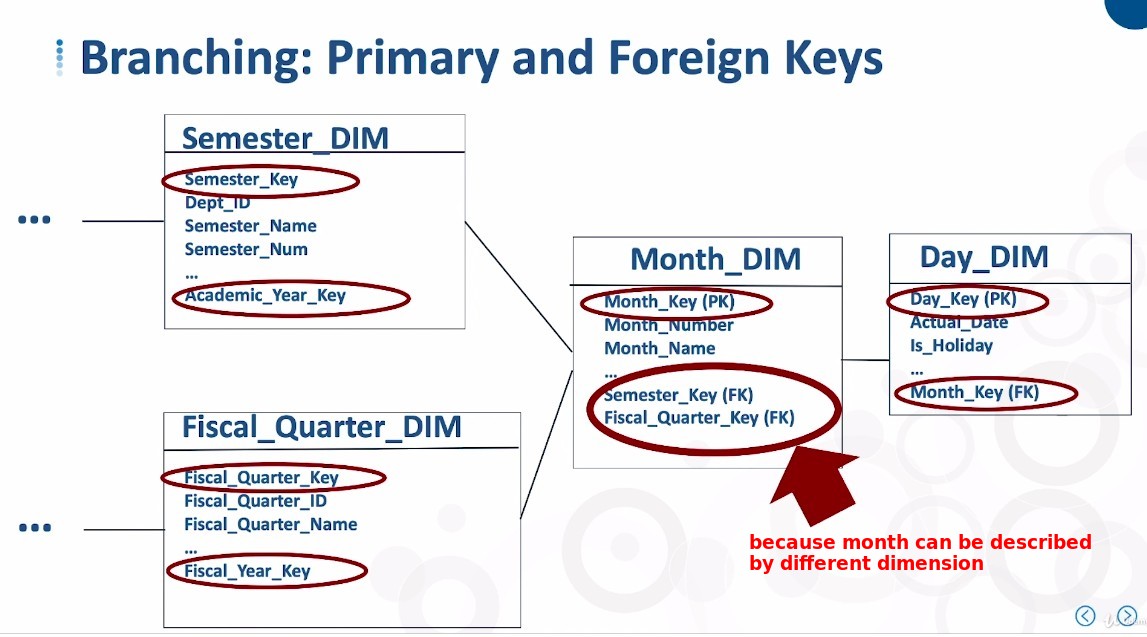 Branching: Primary and Foreign Keys
Semester_DIM
Semester_Key
Dept_ID
Semester_Name
Semester_Num
...
Academic_Year_Key
...
Fiscal_Quarter_DIM
Fiscal_Quarter_Key
Fiscal_Quarter_ID
Fiscal_Quarter_Name
...
Fiscal_Year_Key
...
Month_DIM
Month_Key (PK)
Month_Number
Month_Name
...
Semester_Key (FK)
Fiscal_Quarter_Key (FK)
Day_DIM
Day_Key (PK)
Actual_Date
Is_Holiday
...
Month_Key (FK)
because month can be described
by different dimension